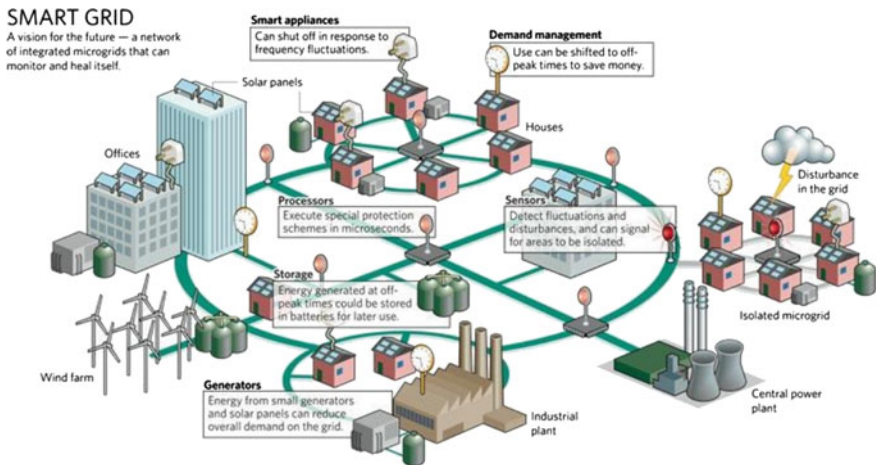 SMART GRID
A vision for the future — a network
of integrated microgrids that can
monitor and heal itself.
Smart appliances
Can shut off in response to
frequency fluctuations.
Demand management
Use can be shifted to off-
peak times to save money.
Solar panels
Houses
Offices
Disturbance
in the grid
Processors
Execute special protection
schemes in microseconds.
Sensors
Detect fluctuations and
disturbances, and can signal
for areas to be isolated.
Storage
Energy generated at off-
peak times could be stored
in batteries for later use.
Isolated microgrid
Wind farm
Generators
Energy from small generators
and solar panels can reduce
overall demand on the grid.
Industrial
plant
Central power
plant